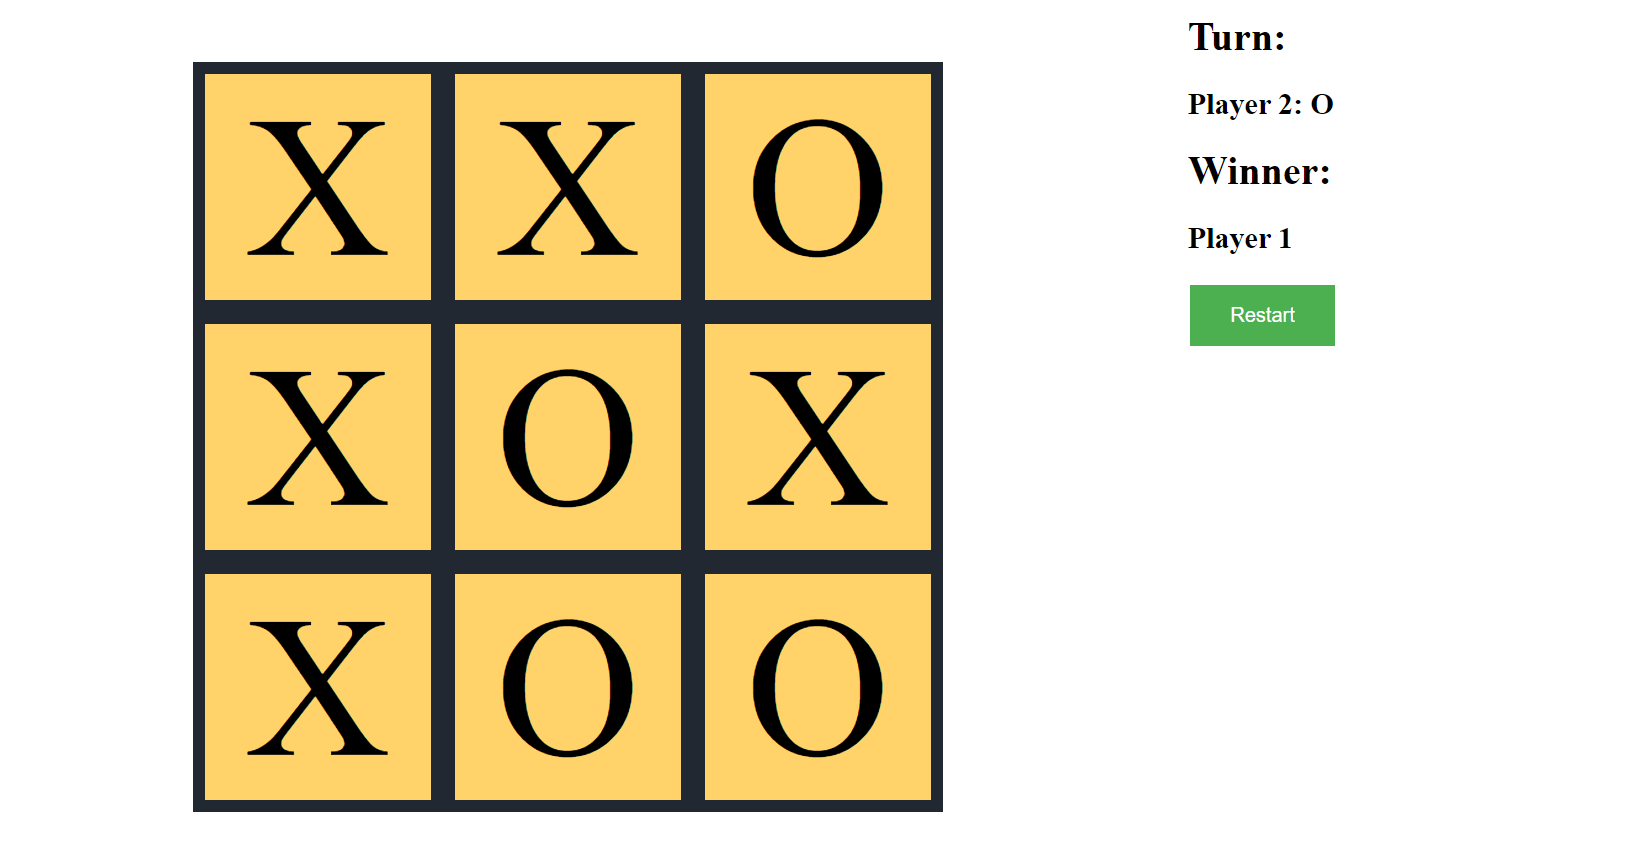 X X O
X O X
X O O
Turn:
Player 2: O
Winner:
Player 1
Restart